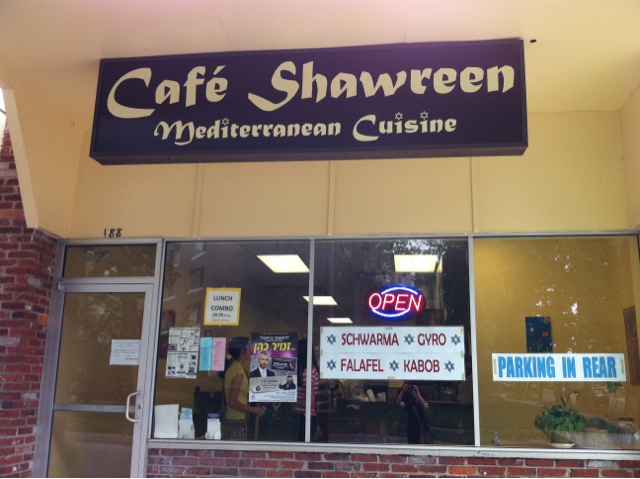 Café Shawreen
Mediterranean Cuisine
188
LUNCH
COMBO
OPEN
SCHWARMA ✡ GYRO ✡
✡ FALAFEL ✡ KABOB ✡
PARKING IN REAR